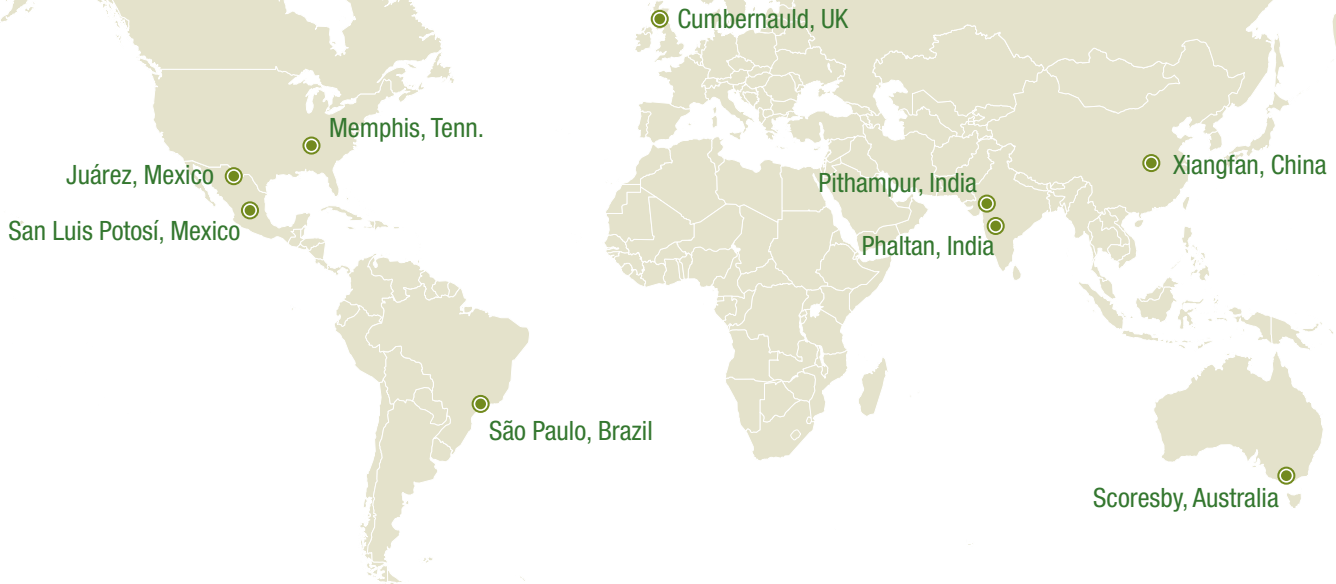 Cumbernauld, UK
Memphis, Tenn.
Juárez, Mexico
San Luis Potosí, Mexico
Xiangfan, China
Pithampur, India
Phaltan, India
São Paulo, Brazil
Scoresby, Australia